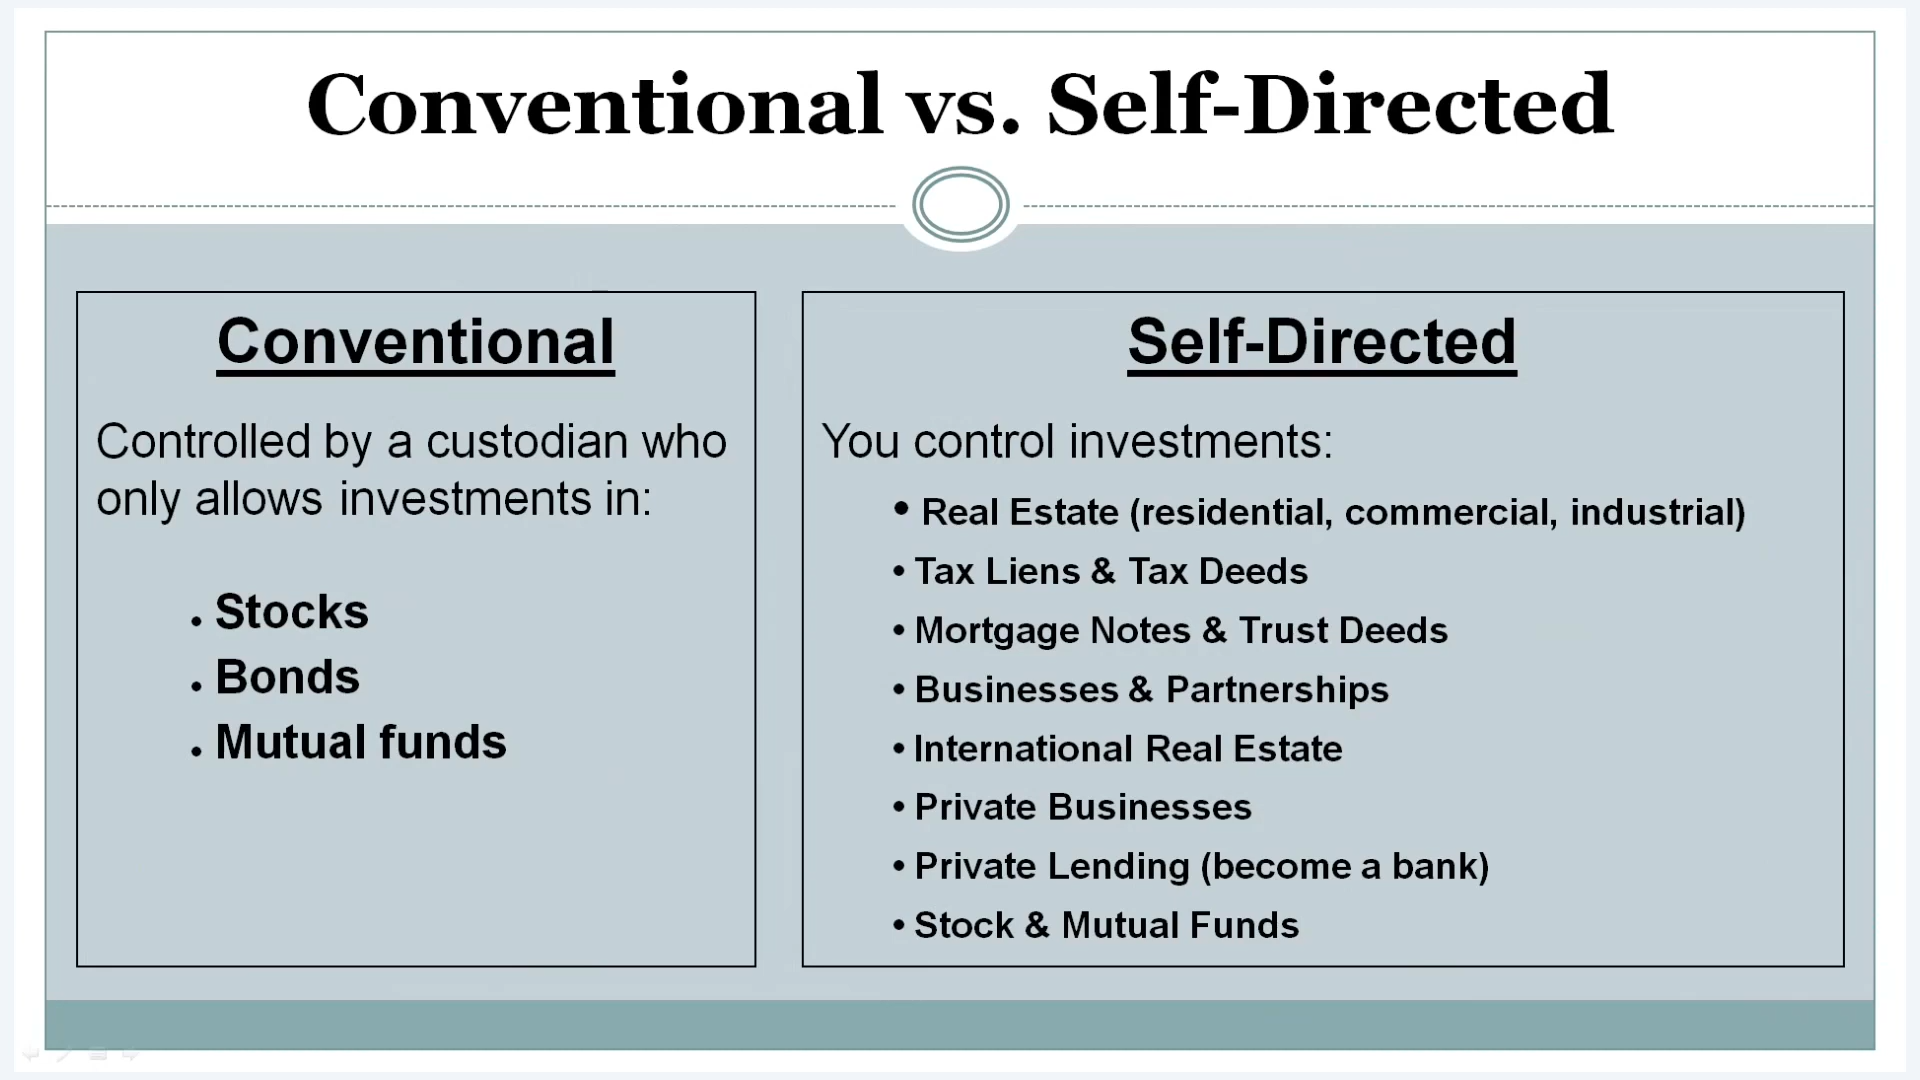 Conventional vs. Self-Directed
Conventional
Controlled by a custodian who
only allows investments in:
• Stocks
• Bonds
• Mutual funds
Self-Directed
You control investments:
• Real Estate (residential, commercial, industrial)
• Tax Liens & Tax Deeds
• Mortgage Notes & Trust Deeds
• Businesses & Partnerships
• International Real Estate
• Private Businesses
• Private Lending (become a bank)
• Stock & Mutual Funds